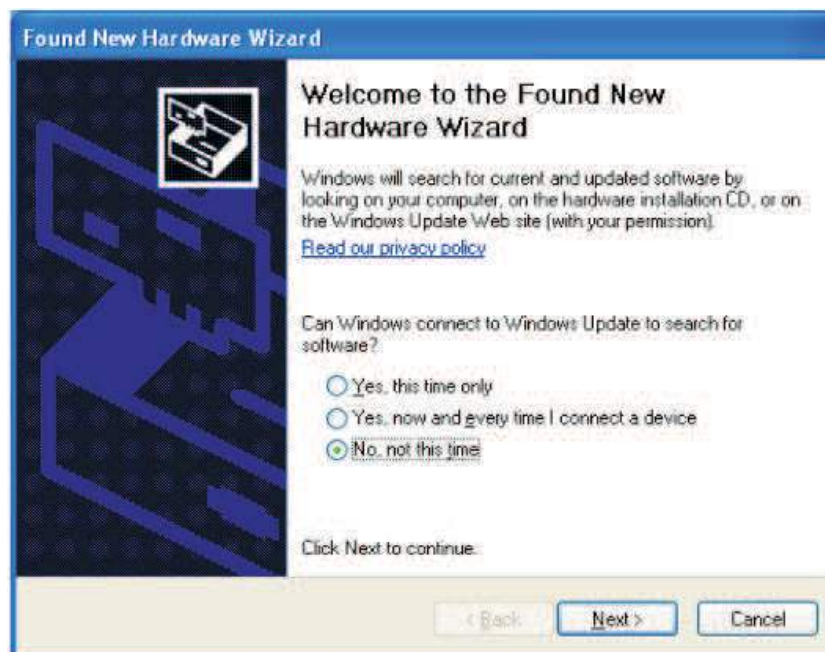 Found New Hardware Wizard
Welcome to the Found New
Hardware Wizard
Windows will search for current and updated software by
looking on your computer, on the hardware installation CD, or on
the Windows Update Web site (with your permission).
Read our privacy policy
Can Windows connect to Windows Update to search for
software?
Yes, this time only
Yes, now and every time I connect a device
No, not this time
Click Next to continue.
< Back
Next >
Cancel